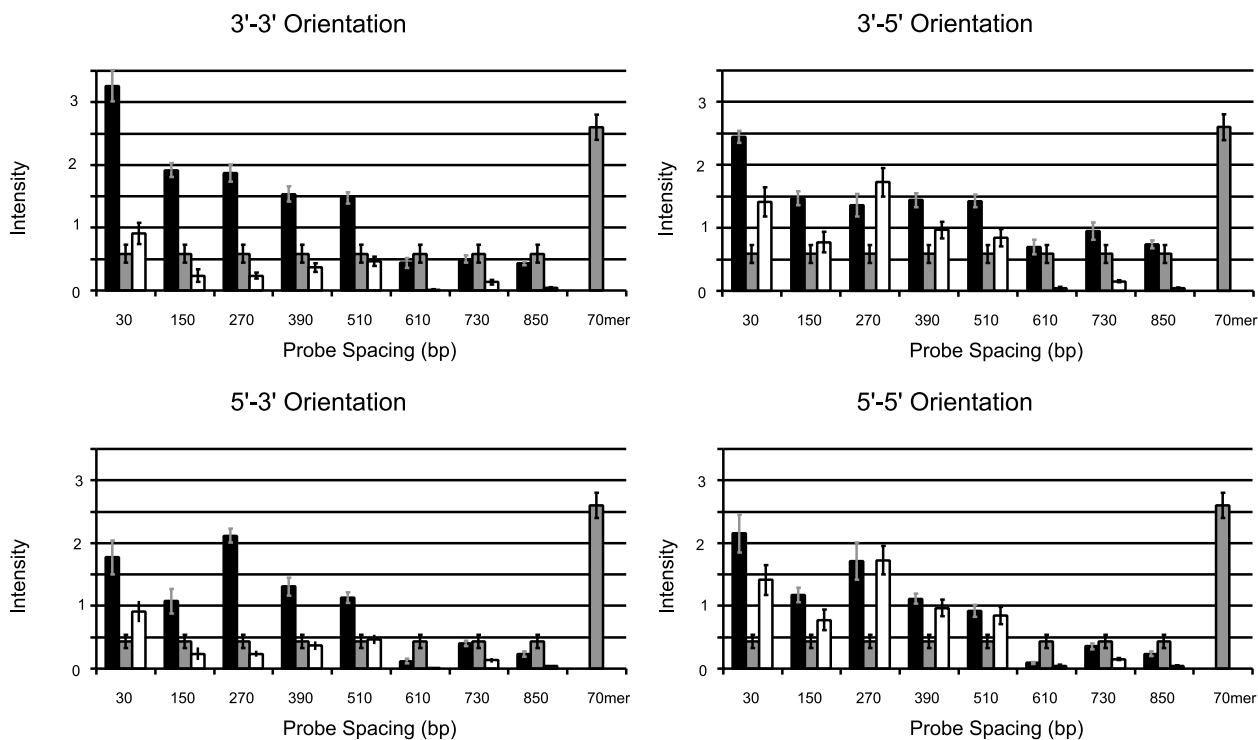 3'-3' Orientation
3
2
1
0
Intensity
30 150 270 390 510 610 730 850 70mer
Probe Spacing (bp)
3'-5' Orientation
3
2
1
0
Intensity
30 150 270 390 510 610 730 850 70mer
Probe Spacing (bp)
5'-3' Orientation
3
2
1
0
Intensity
30 150 270 390 510 610 730 850 70mer
Probe Spacing (bp)
5'-5' Orientation
3
2
1
0
Intensity
30 150 270 390 510 610 730 850 70mer
Probe Spacing (bp)